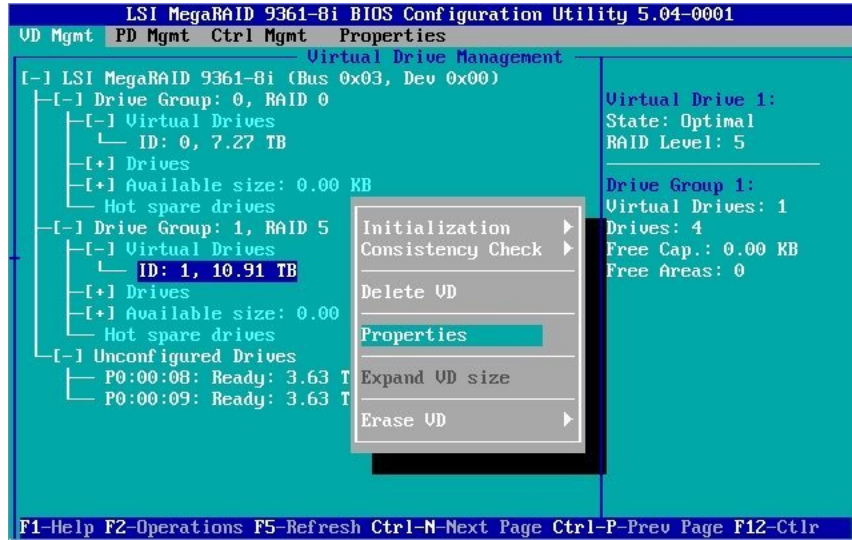 LSI MegaRAID 9361-8i BIOS Configuration Utility 5.04-0001
VD Mgmt PD Mgmt Ctrl Mgmt Properties
Virtual Drive Management
[-] LSI MegaRAID 9361-8i (Bus 0x03, Dev 0x00)
[-] Drive Group: 0, RAID 0
[-] Virtual Drives
ID: 0, 7.27 TB
[+] Drives
[+] Available size: 0.00 KB
Hot spare drives
[-] Drive Group: 1, RAID 5
[-] Virtual Drives
ID: 1, 10.91 TB
[+] Drives
[+] Available size: 0.00
Hot spare drives
[-] Unconfigured Drives
P0:00:08: Ready: 3.63 T
P0:00:09: Ready: 3.63 T
Initialization
Consistency Check
Delete VD
Properties
Expand VD size
Erase VD
Virtual Drive 1:
State: Optimal
RAID Level: 5
Drive Group 1:
Virtual Drives: 1
Drives: 4
Free Cap.: 0.00 KB
Free Areas: 0
F1-Help F2-Operations F5-Refresh Ctrl-N-Next Page Ctrl-P-Prev Page F12-Ctlr